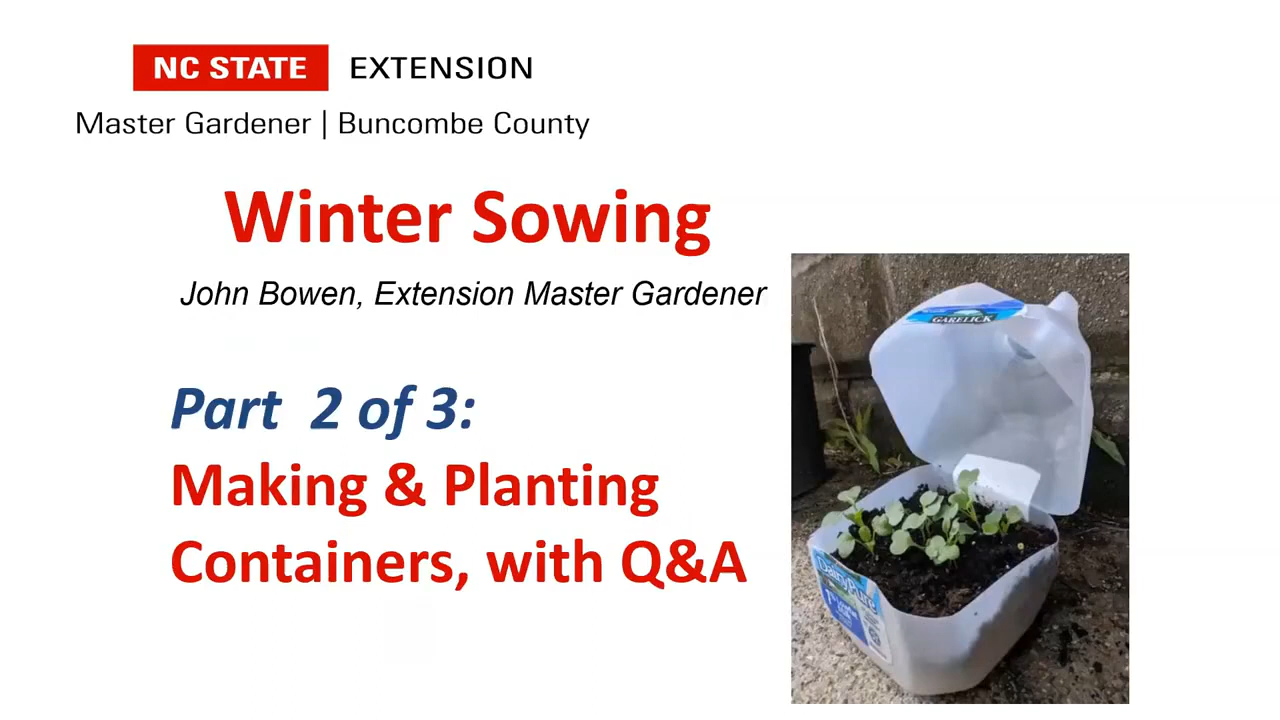 NC STATE EXTENSION
Master Gardener | Buncombe County
Winter Sowing
John Bowen, Extension Master Gardener
Part 2 of 3:
Making & Planting
Containers, with Q&A
GARELICK
DairyPure